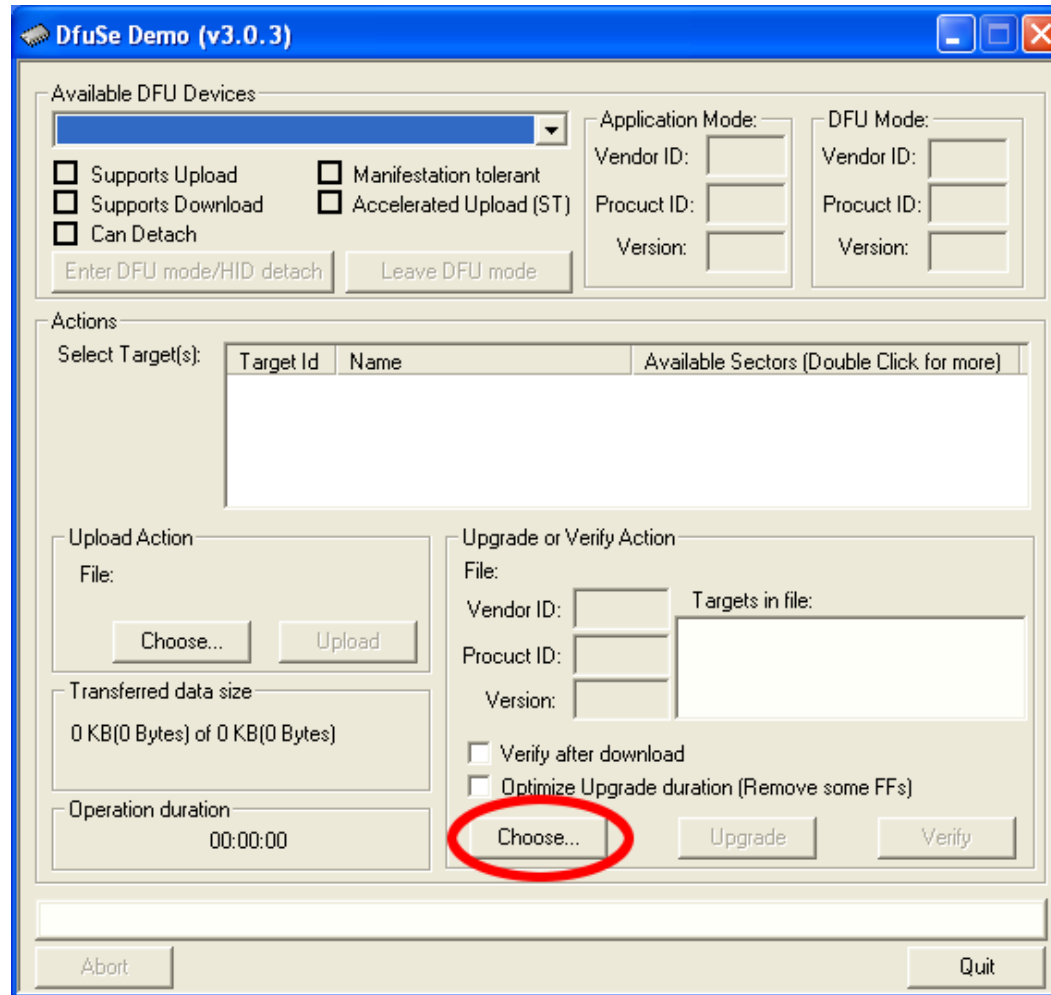 DfuSe Demo (v3.0.3)
Available DFU Devices
Supports Upload
Manifestation tolerant
Supports Download
Accelerated Upload (ST)
Can Detach
Enter DFU mode/HID detach
Leave DFU mode
Application Mode:
Vendor ID:
Procuct ID:
Version:
DFU Mode:
Vendor ID:
Procuct ID:
Version:
Actions
Select Target(s):
Target Id
Name
Available Sectors (Double Click for more)
Upload Action
File:
Choose...
Upload
Transferred data size
0 KB(0 Bytes) of 0 KB(0 Bytes)
Operation duration
00:00:00
Upgrade or Verify Action
File:
Vendor ID:
Procuct ID:
Version:
Targets in file:
Verify after download
Optimize Upgrade duration (Remove some FFs)
Choose...
Upgrade
Verify
Abort
Quit